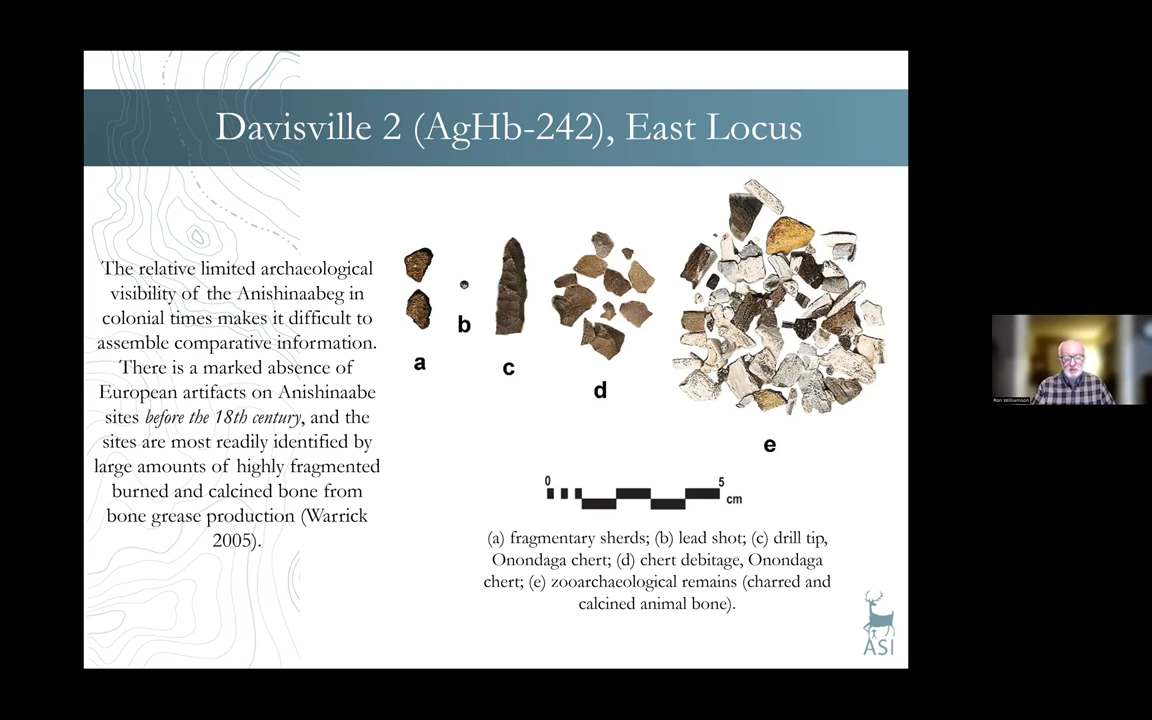 Davisville 2 (AgHb-242), East Locus
The relative limited archaeological
visibility of the Anishinaabeg in
colonial times makes it difficult to
assemble comparative information.
There is a marked absence of
European artifacts on Anishinaabe
sites before the 18th century, and the
sites are most readily identified by
large amounts of highly fragmented
burned and calcined bone from
bone grease production (Warrick
2005).
a
b
c
d
e
0 5
cm
(a) fragmentary sherds; (b) lead shot; (c) drill tip,
Onondaga chert; (d) chert debitage, Onondaga
chert; (e) zooarchaeological remains (charred and
calcined animal bone).
ASI
Ron Williamson